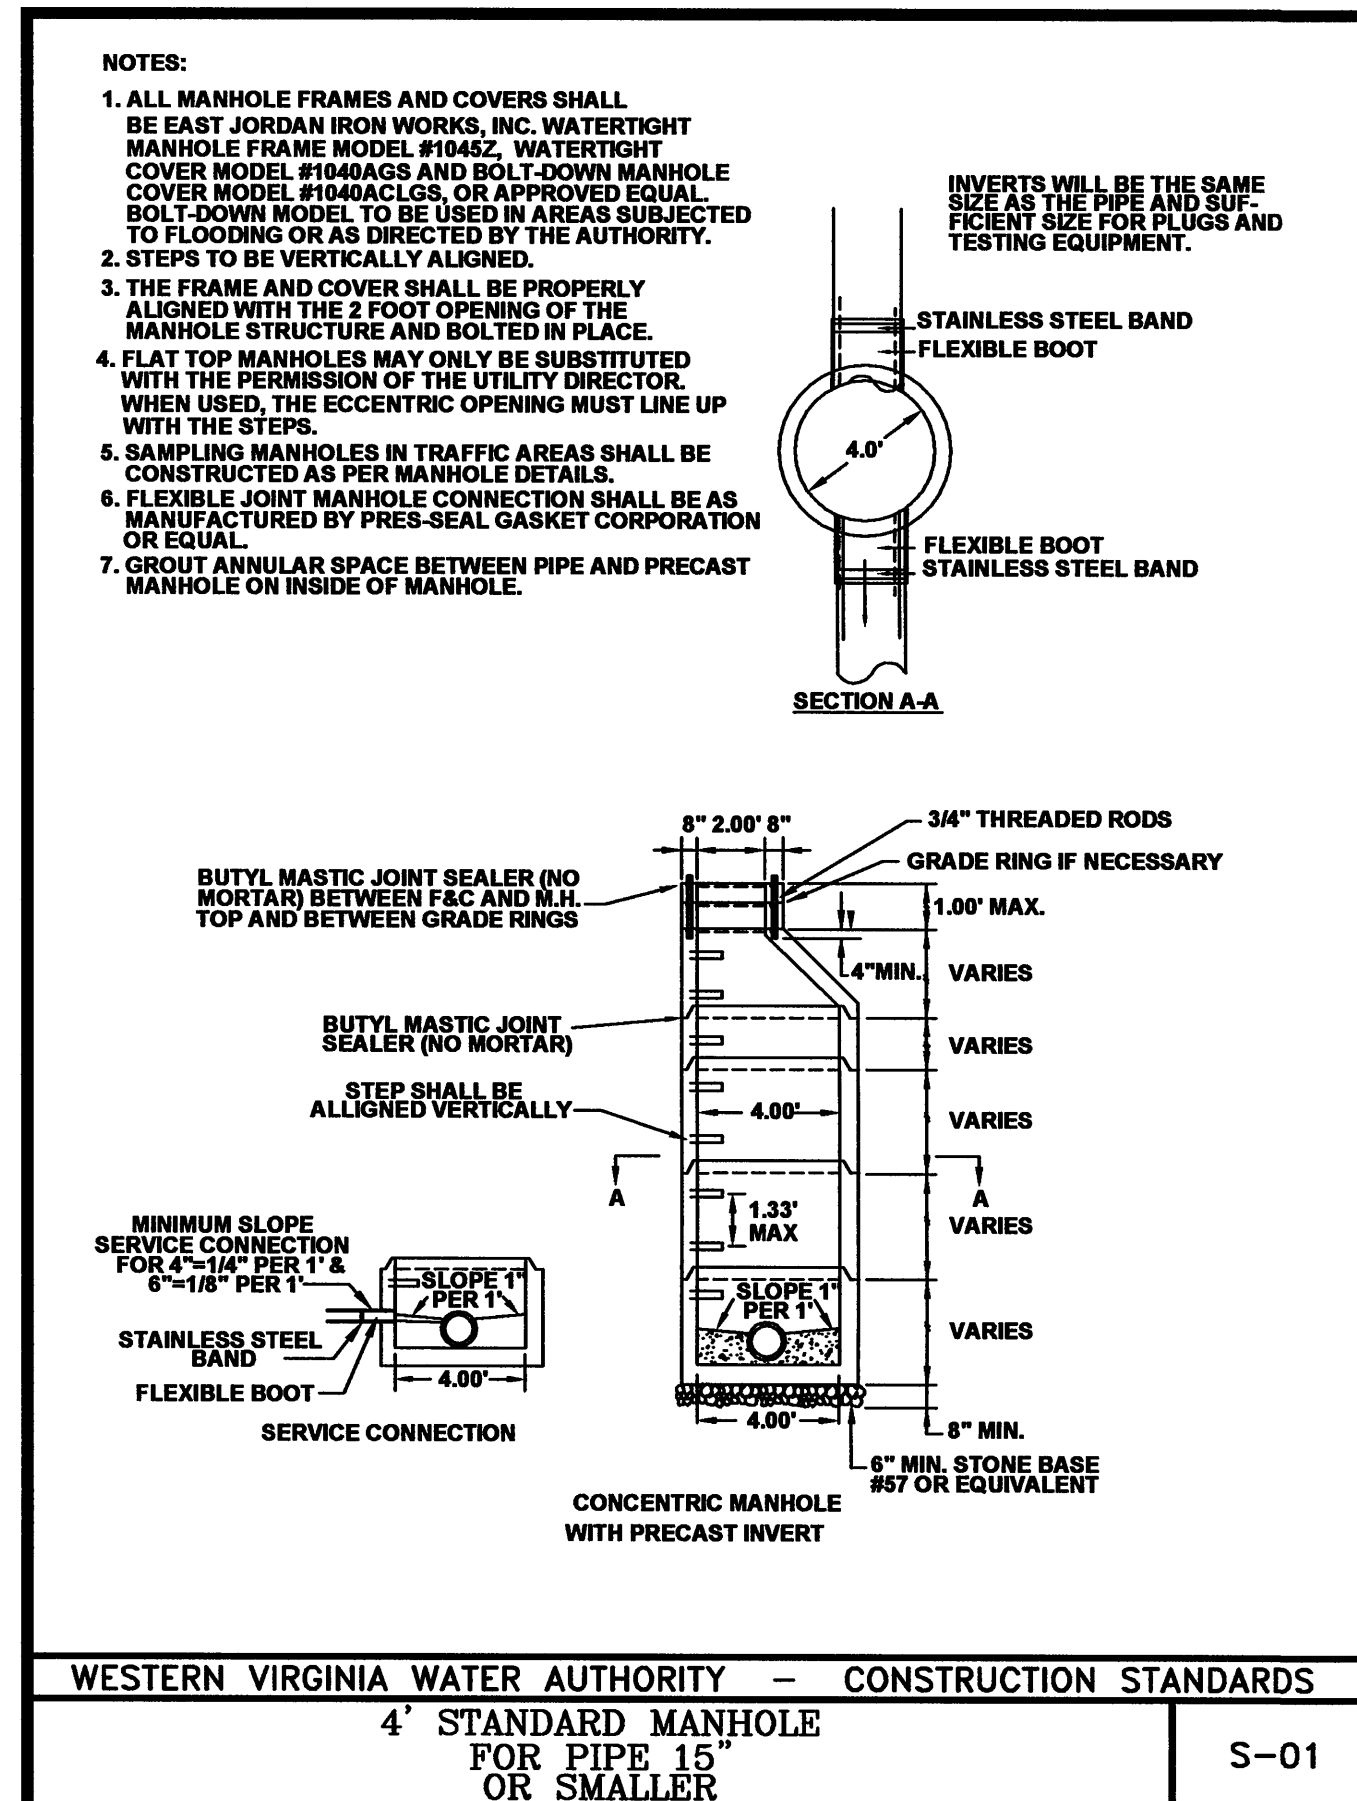 NOTES:
1. ALL MANHOLE FRAMES AND COVERS SHALL
BE EAST JORDAN IRON WORKS, INC. WATERTIGHT
MANHOLE FRAME MODEL #1045Z, WATERTIGHT
COVER MODEL #1040AGS AND BOLT-DOWN MANHOLE
COVER MODEL #1040ACLGS, OR APPROVED EQUAL.
BOLT-DOWN MODEL TO BE USED IN AREAS SUBJECTED
TO FLOODING OR AS DIRECTED BY THE AUTHORITY.
2. STEPS TO BE VERTICALLY ALIGNED.
3. THE FRAME AND COVER SHALL BE PROPERLY
ALIGNED WITH THE 2 FOOT OPENING OF THE
MANHOLE STRUCTURE AND BOLTED IN PLACE.
4. FLAT TOP MANHOLES MAY ONLY BE SUBSTITUTED
WITH THE PERMISSION OF THE UTILITY DIRECTOR.
WHEN USED, THE ECCENTRIC OPENING MUST LINE UP
WITH THE STEPS.
5. SAMPLING MANHOLES IN TRAFFIC AREAS SHALL BE
CONSTRUCTED AS PER MANHOLE DETAILS.
6. FLEXIBLE JOINT MANHOLE CONNECTION SHALL BE AS
MANUFACTURED BY PRES-SEAL GASKET CORPORATION
OR EQUAL.
7. GROUT ANNULAR SPACE BETWEEN PIPE AND PRECAST
MANHOLE ON INSIDE OF MANHOLE.
INVERTS WILL BE THE SAME
SIZE AS THE PIPE AND SUF-
FICIENT SIZE FOR PLUGS AND
TESTING EQUIPMENT.
STAINLESS STEEL BAND
FLEXIBLE BOOT
4.0'
FLEXIBLE BOOT
STAINLESS STEEL BAND
SECTION A-A
8" 2.00' 8"
3/4" THREADED RODS
GRADE RING IF NECESSARY
BUTYL MASTIC JOINT SEALER (NO
MORTAR) BETWEEN F&C AND M.H.
TOP AND BETWEEN GRADE RINGS
1.00' MAX.
4"MIN.
VARIES
BUTYL MASTIC JOINT
SEALER (NO MORTAR)
VARIES
STEP SHALL BE
ALLIGNED VERTICALLY
4.00'
VARIES
A
A
1.33'
MAX
VARIES
MINIMUM SLOPE
SERVICE CONNECTION
FOR 4"=1/4" PER 1' &
6"=1/8" PER 1'
SLOPE 1"
PER 1'
STAINLESS STEEL
BAND
FLEXIBLE BOOT
4.00'
SERVICE CONNECTION
SLOPE 1"
PER 1'
VARIES
4.00'
8" MIN.
6" MIN. STONE BASE
#57 OR EQUIVALENT
CONCENTRIC MANHOLE
WITH PRECAST INVERT
WESTERN VIRGINIA WATER AUTHORITY – CONSTRUCTION STANDARDS
4' STANDARD MANHOLE
FOR PIPE 15"
OR SMALLER
S-01